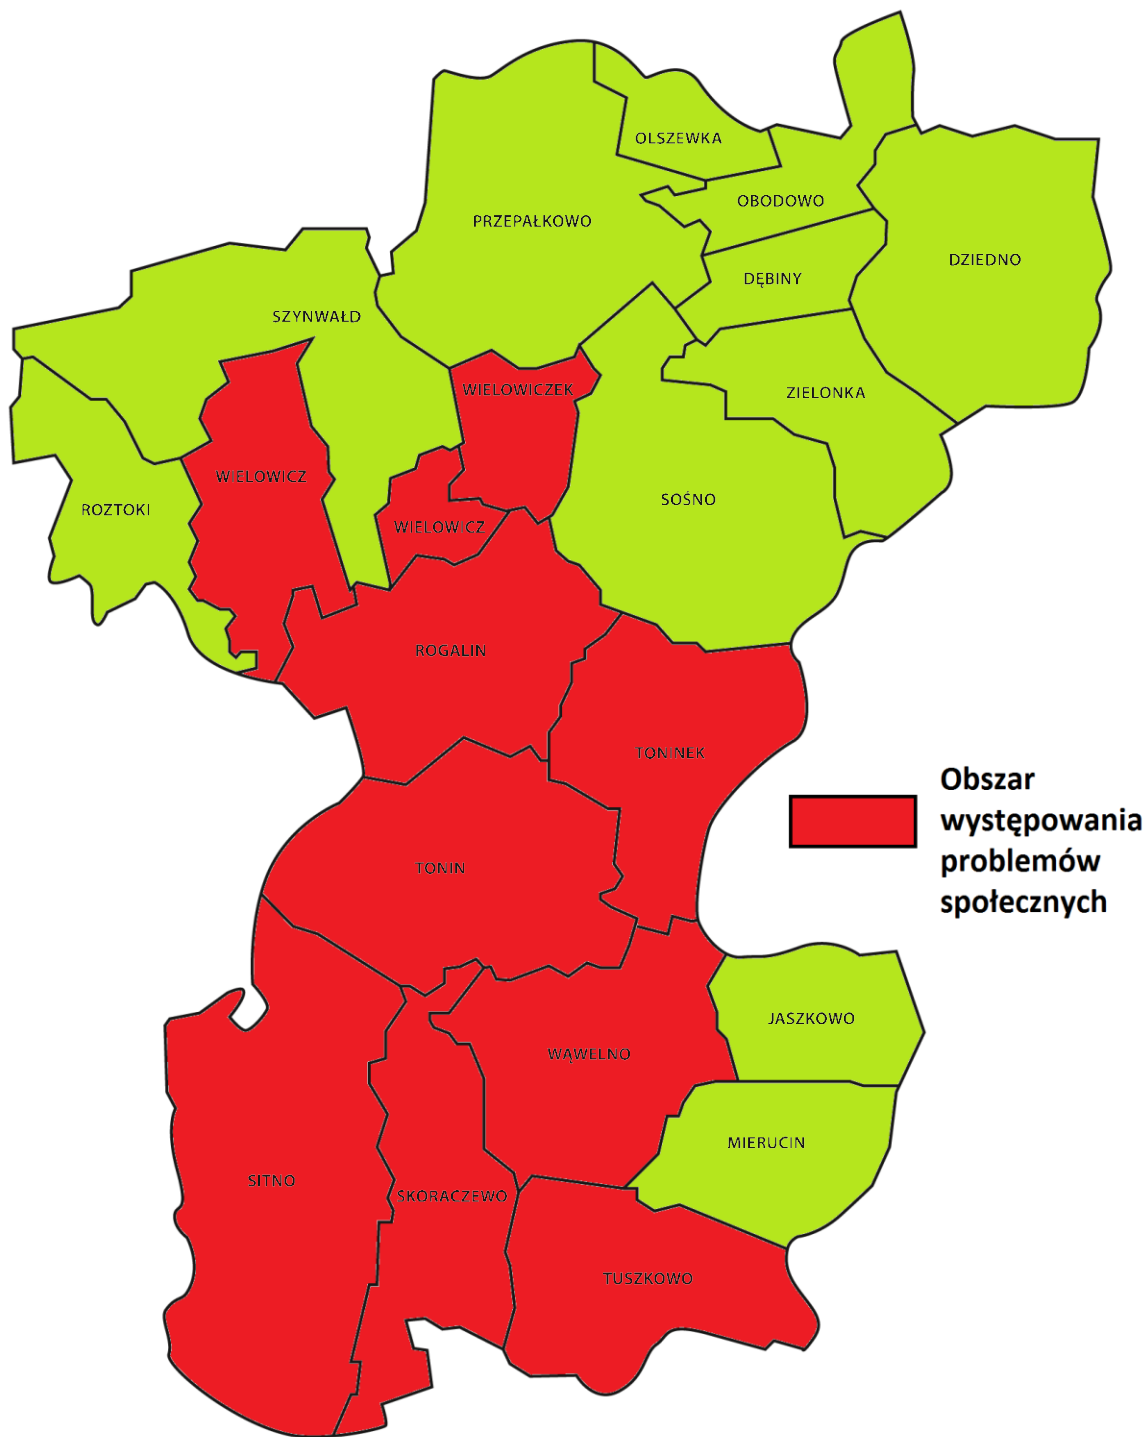 OLSZEWKA
OBODOWO
PRZEPAŁKOWO
DZIEDNO
DĘBINY
SZYNWAŁD
WIELOWICZEK
ZIELONKA
WIELOWICZ
SOŚNO
ROZTOKI
WIELOWICZ
ROGALIN
TONINEK
Obszar
występowania
problemów
społecznych
TONIN
JASZKOWO
WĄWELNO
MIERUCIN
SITNO
SKORACZEWO
TUSZKOWO